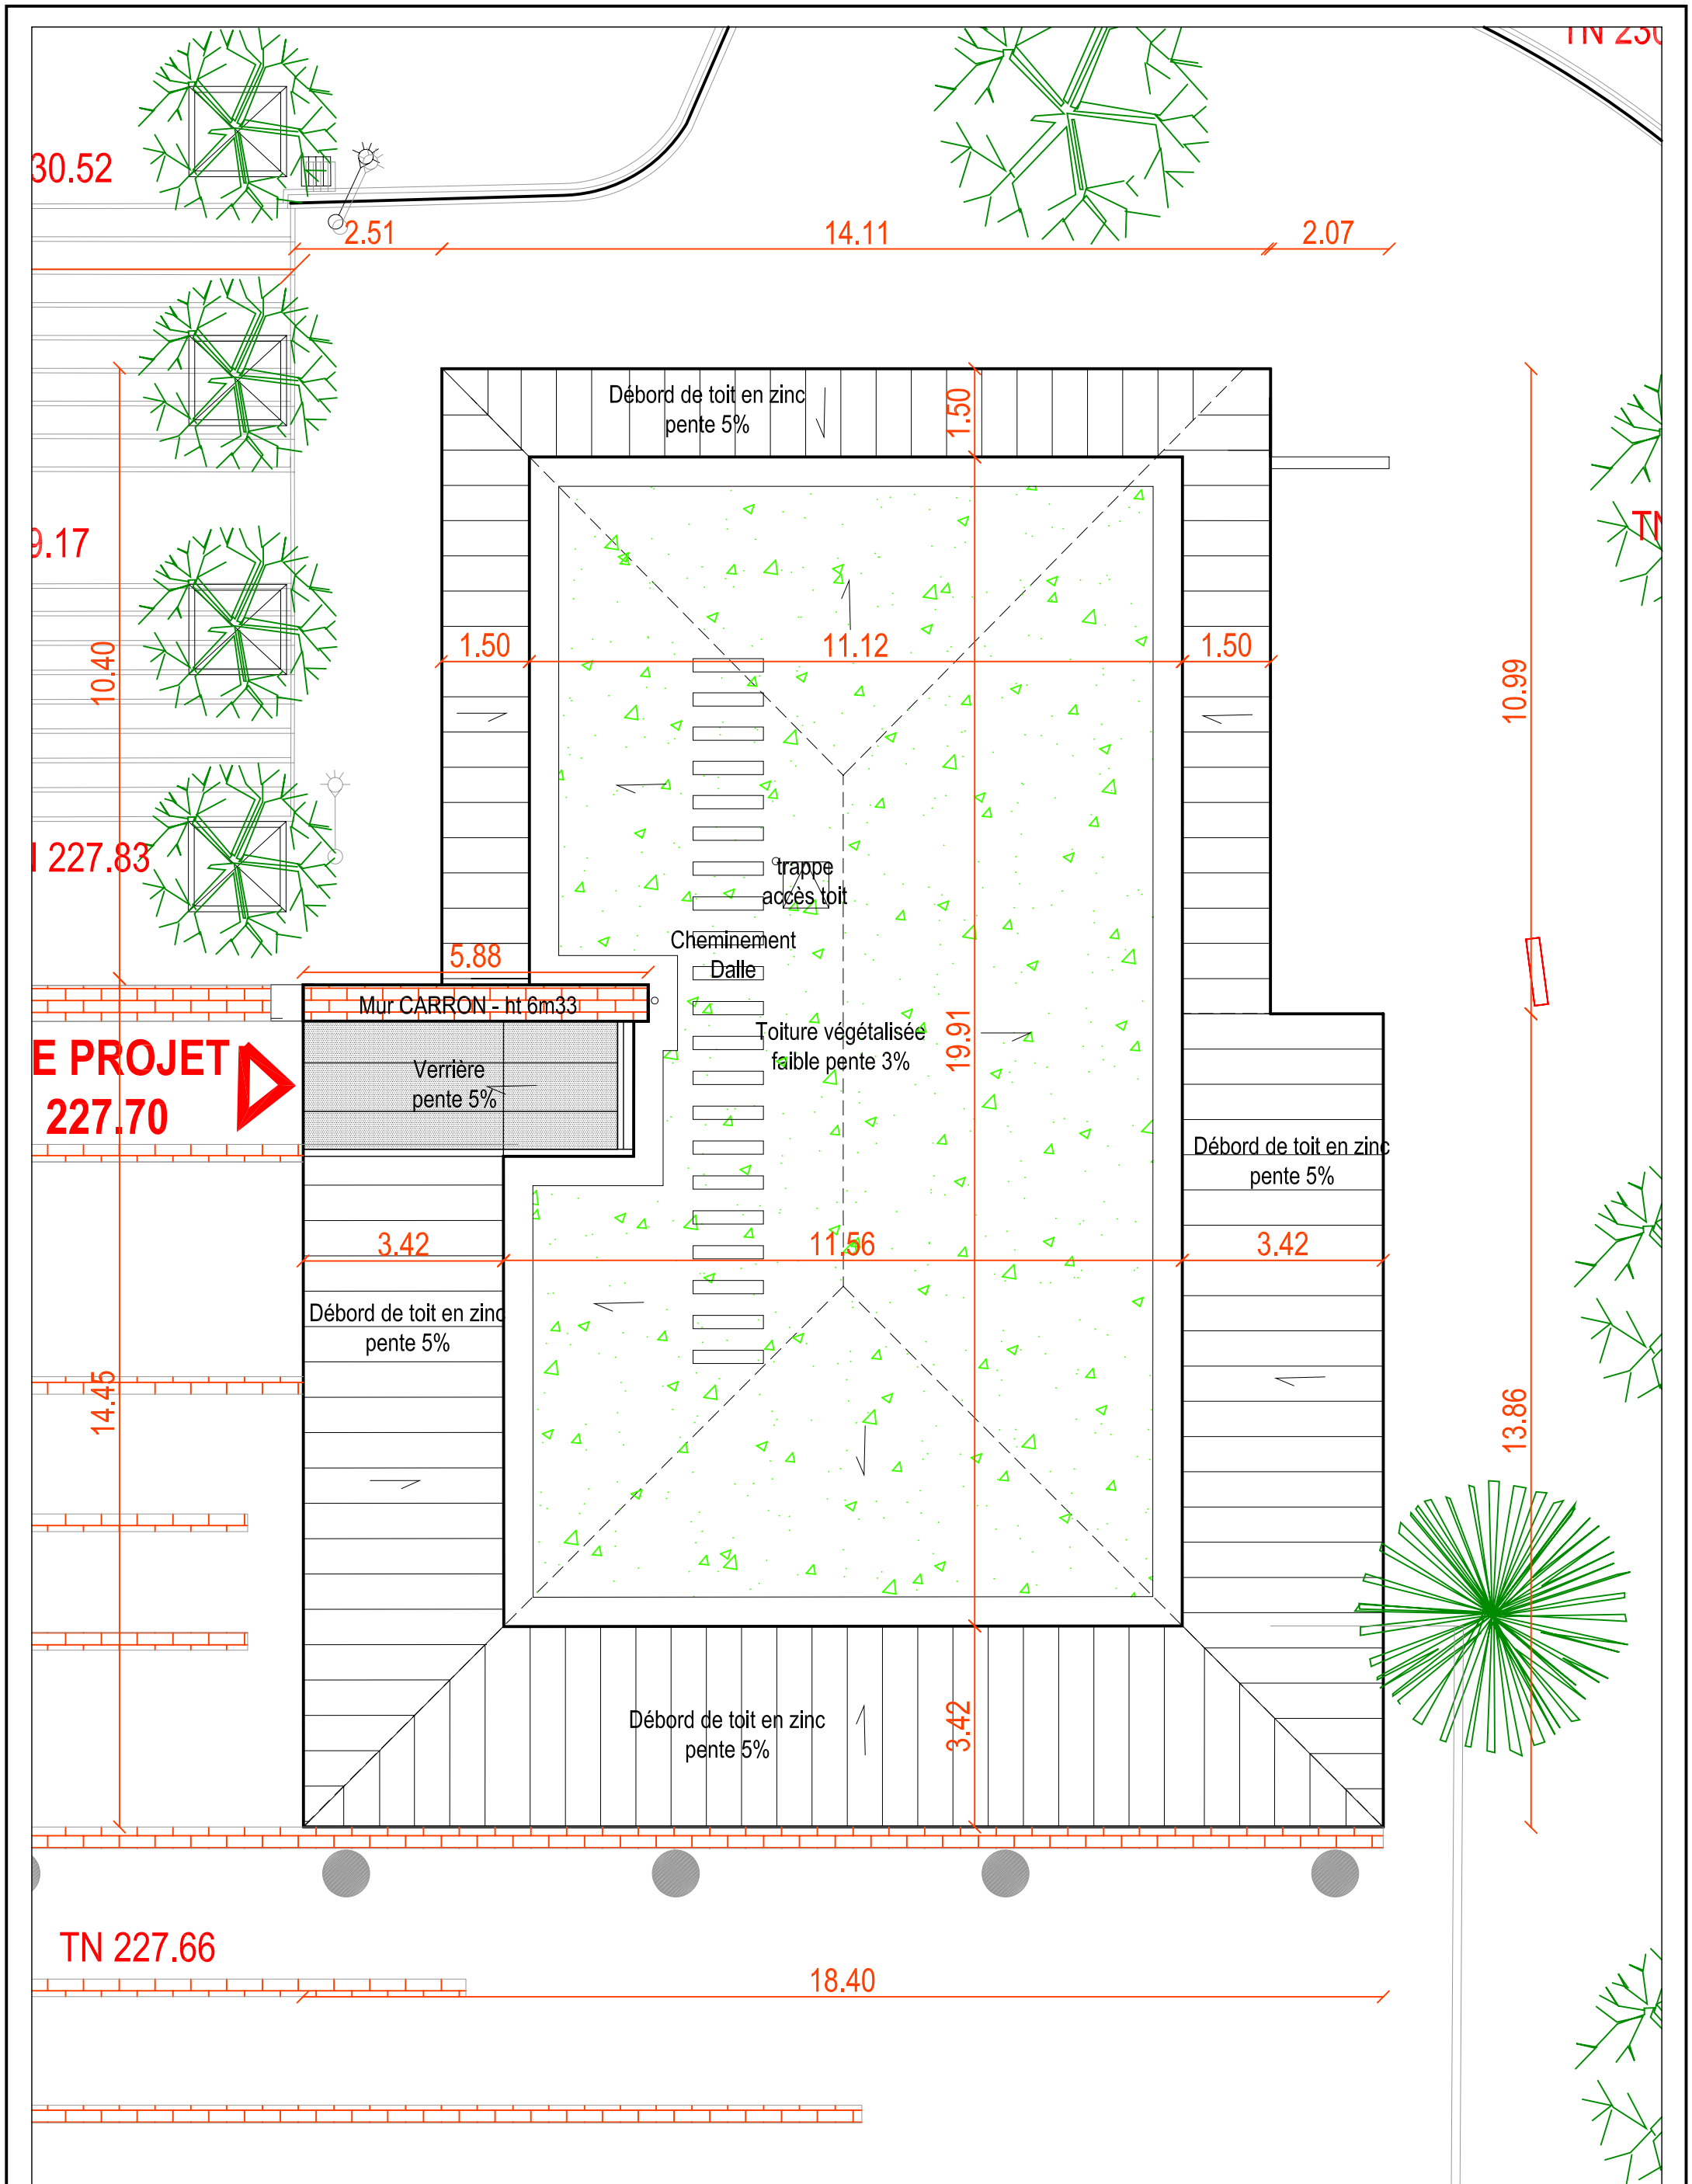 TN 230
30.52
2.51
14.11
2.07
Débord de toit en zinc
pente 5%
1.50
9.17
TN
1.50
11.12
1.50
10.40
10.99
227.83
trappe
accès toit
Cheminement
Dalle
5.88
Mur CARRON - ht 6m33
Toiture végétalisée
faible pente 3%
19.91
E PROJET
227.70
Verrière
pente 5%
Débord de toit en zinc
pente 5%
3.42
11.56
3.42
Débord de toit en zinc
pente 5%
14.45
13.86
Débord de toit en zinc
pente 5%
3.42
TN 227.66
18.40